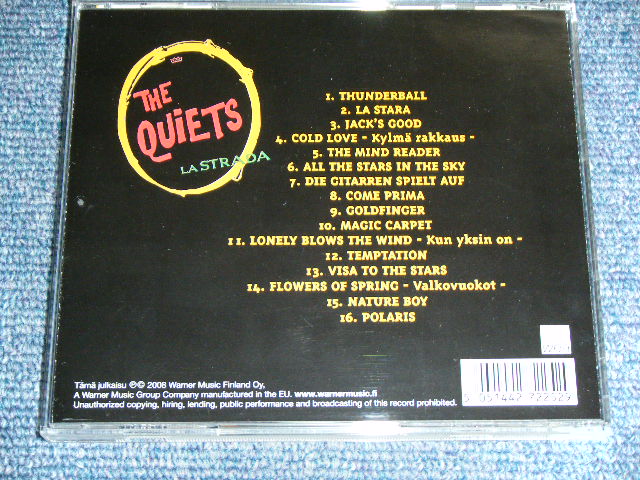 THE
QUIETS
LA STRADA
1. THUNDERBALL
2. LA STARA
3. JACK'S GOOD
4. COLD LOVE - Kylmä rakkaus -
5. THE MIND READER
6. ALL THE STARS IN THE SKY
7. DIE GITARREN SPIELT AUF
8. COME PRIMA
9. GOLDFINGER
10. MAGIC CARPET
11. LONELY BLOWS THE WIND - Kun yksin on -
12. TEMPTATION
13. VISA TO THE STARS
14. FLOWERS OF SPRING - Valkovuokot -
15. NATURE BOY
16. POLARIS
Tämä julkaisu ℗© 2008 Warner Music Finland Oy,
A Warner Music Group Company manufactured in the EU. www.warnermusic.fi
Unauthorized copying, hiring, lending, public performance and broadcasting of this record prohibited.
5 051442 722529